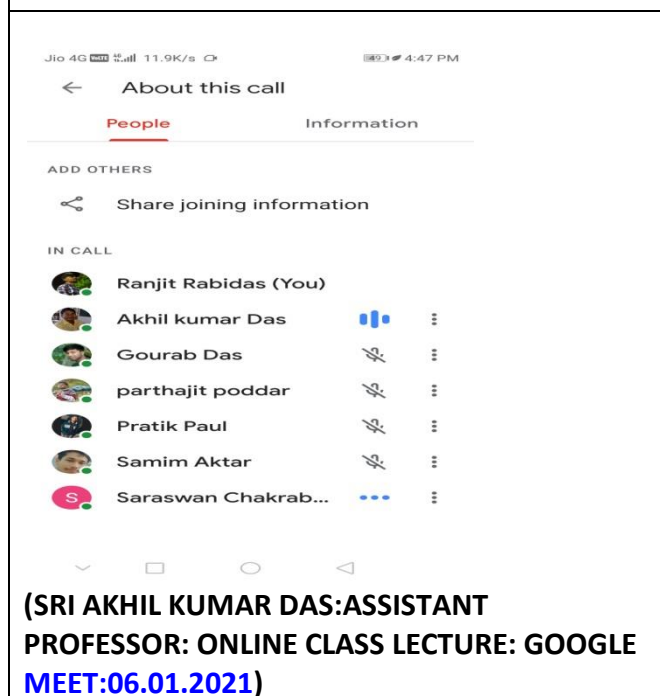 Jio 4G VoLTE 11.9K/s 49 4:47 PM
About this call
People Information
ADD OTHERS
Share joining information
IN CALL
Ranjit Rabidas (You)
Akhil kumar Das
Gourab Das
parthajit poddar
Pratik Paul
Samim Aktar
S Saraswan Chakrab...
(SRI AKHIL KUMAR DAS:ASSISTANT
PROFESSOR: ONLINE CLASS LECTURE: GOOGLE
MEET:06.01.2021)